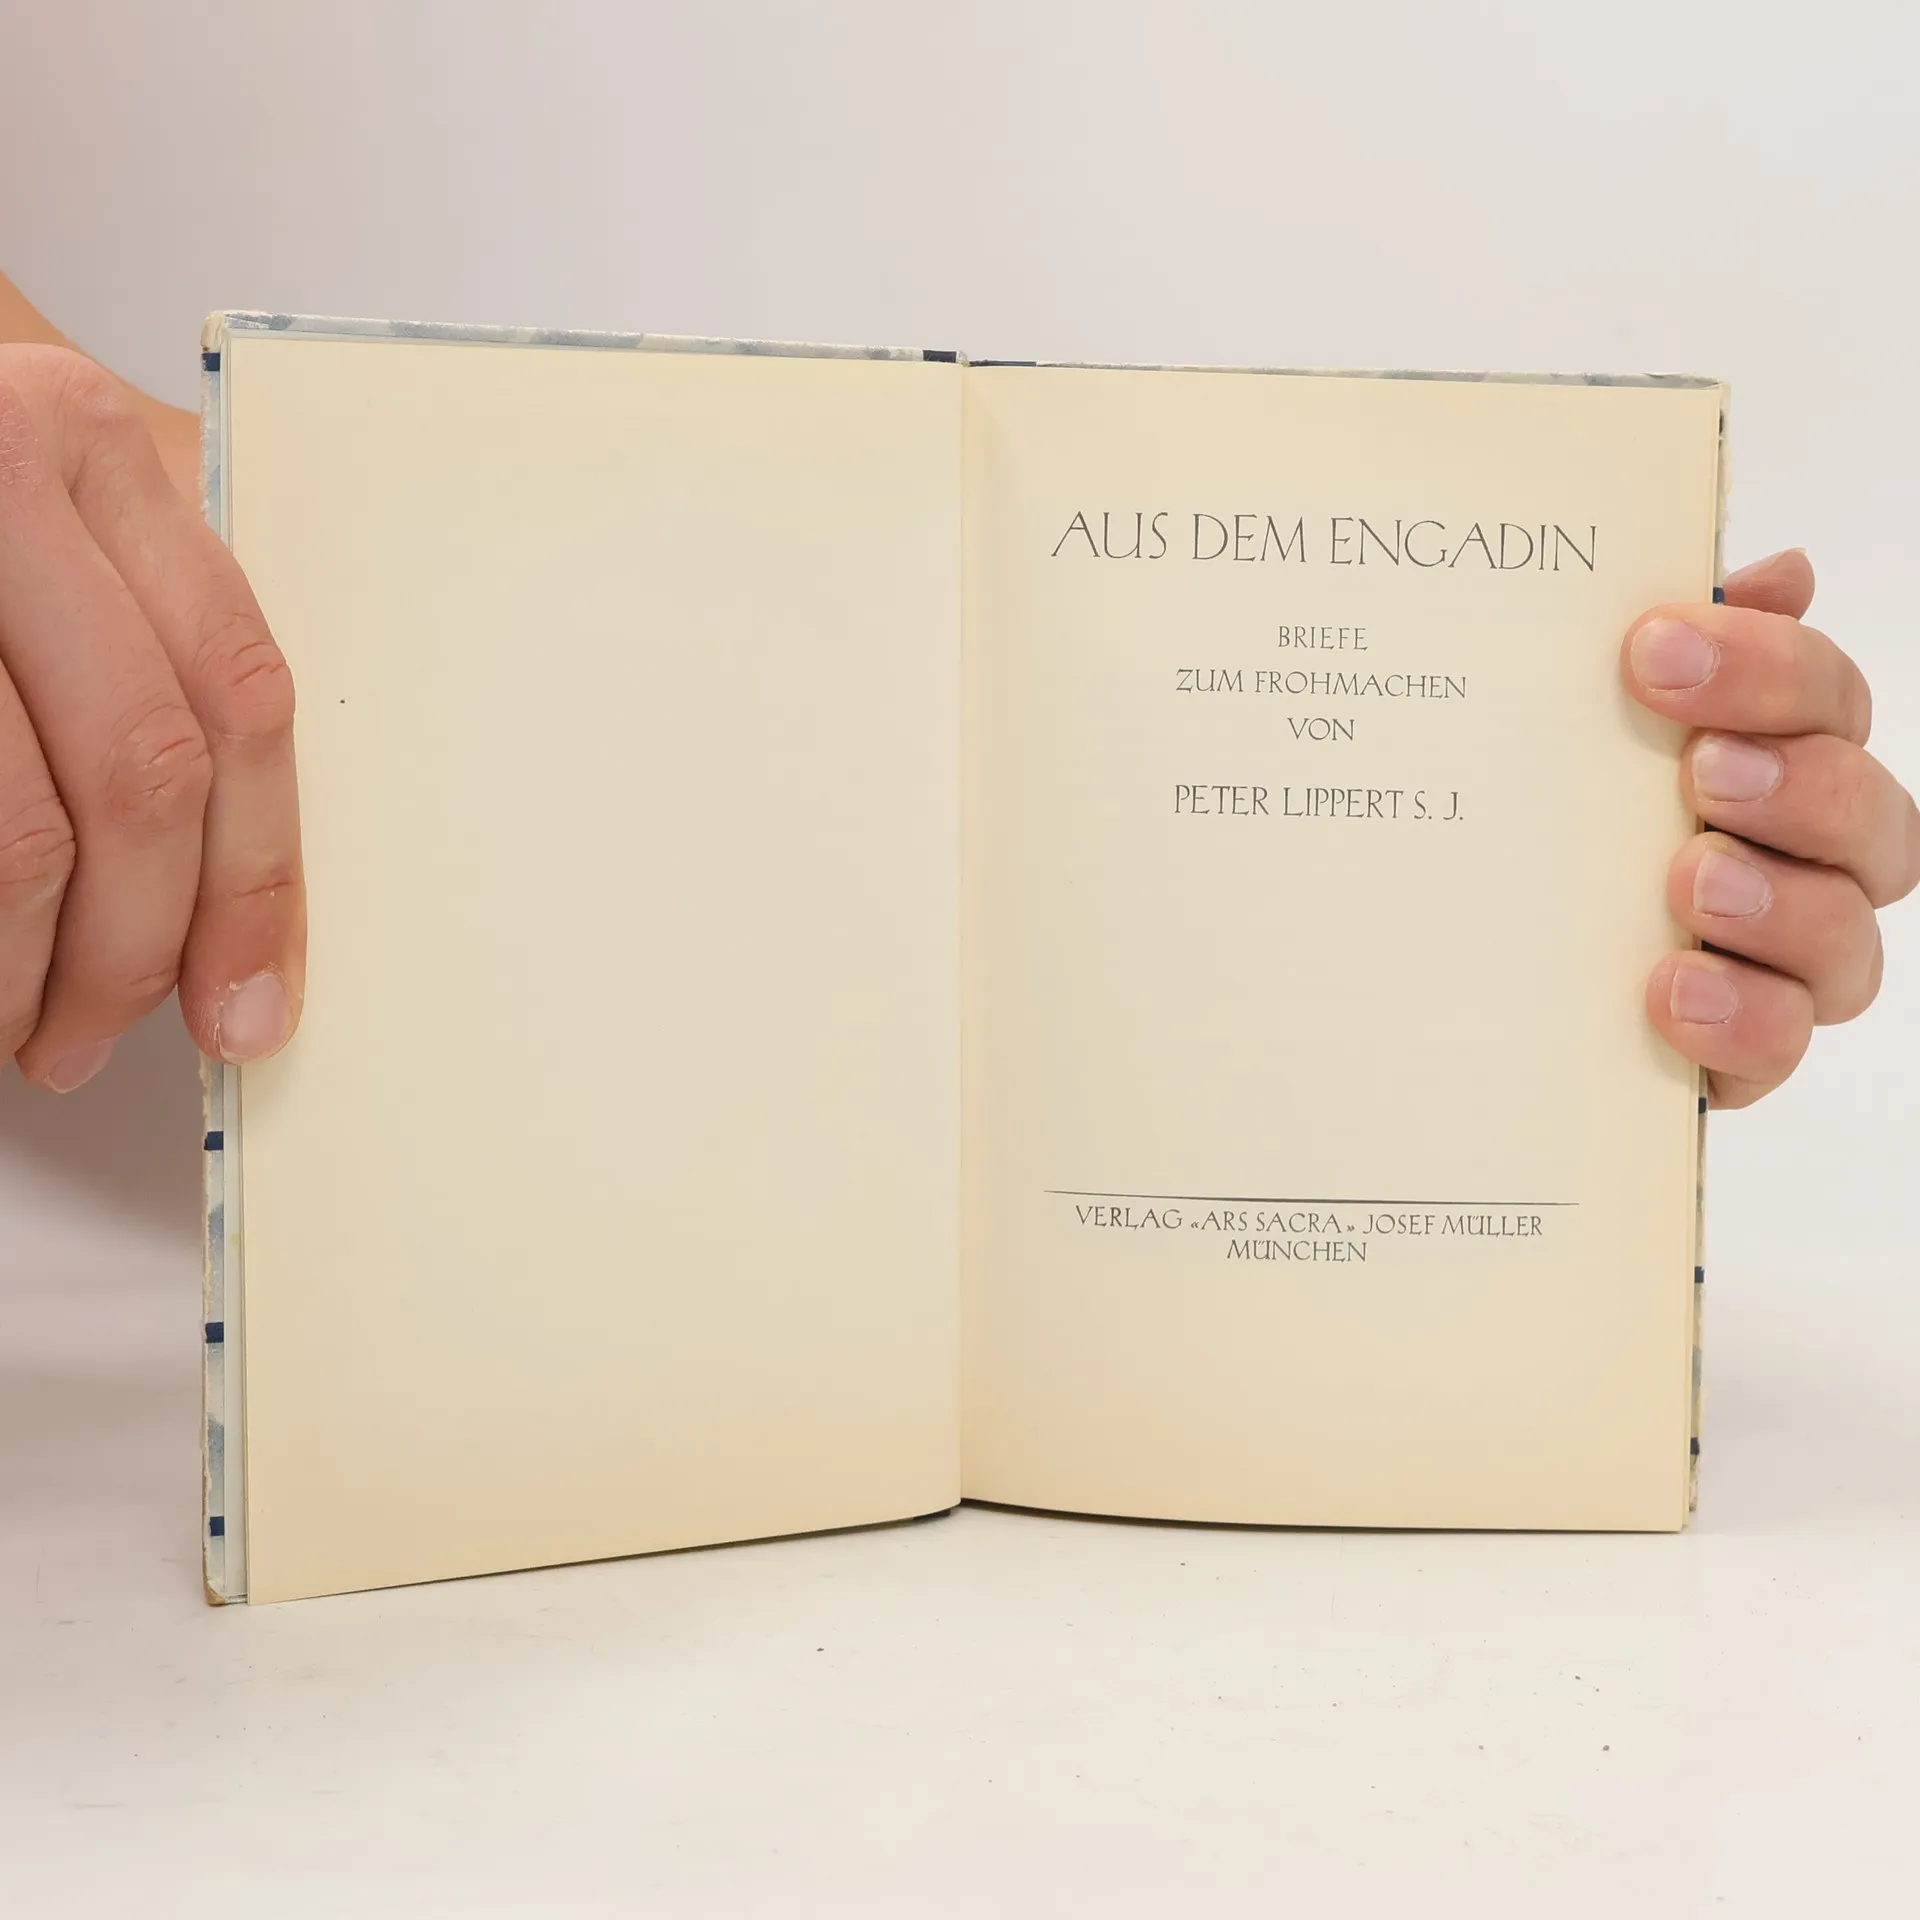 AUS DEM ENGADIN
BRIEFE
ZUM FROHMACHEN
VON
PETER LIPPERT S. J.
VERLAG «ARS SACRA» JOSEF MÜLLER
MÜNCHEN